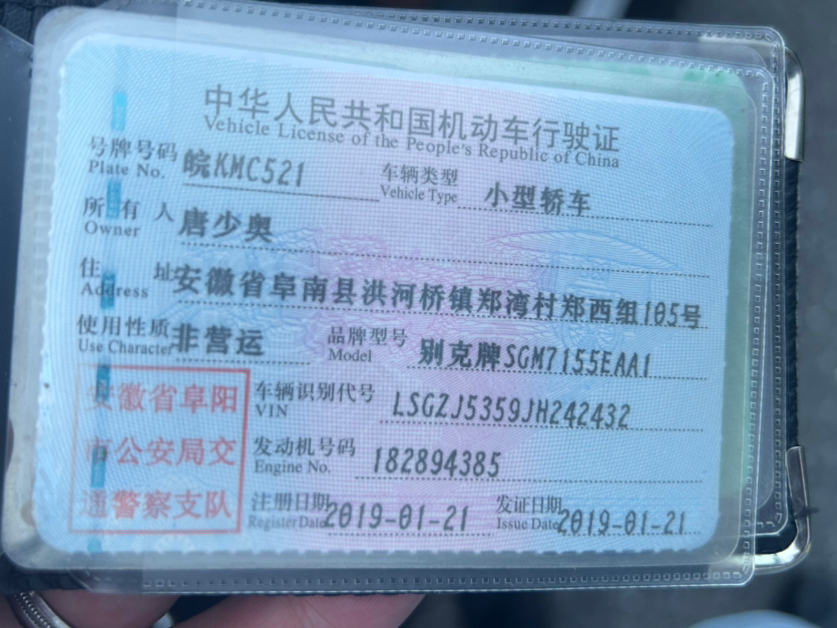 中华人民共和国机动车行驶证
Vehicle License of the People's Republic of China
号牌号码 皖KMC521 车辆类型 小型轿车
Plate No. Vehicle Type
所有人 唐少奥
Owner
住址 安徽省阜南县洪河桥镇郑湾村郑西组105号
Address
使用性质 非营运 品牌型号 别克牌SGM7155EAA1
Use Character Model
安徽省阜阳
市公安局交
通警察支队
车辆识别代号 LSGZJ5359JH242432
VIN
发动机号码 182894385
Engine No.
注册日期 2019-01-21 发证日期 2019-01-21
Register Date Issue Date